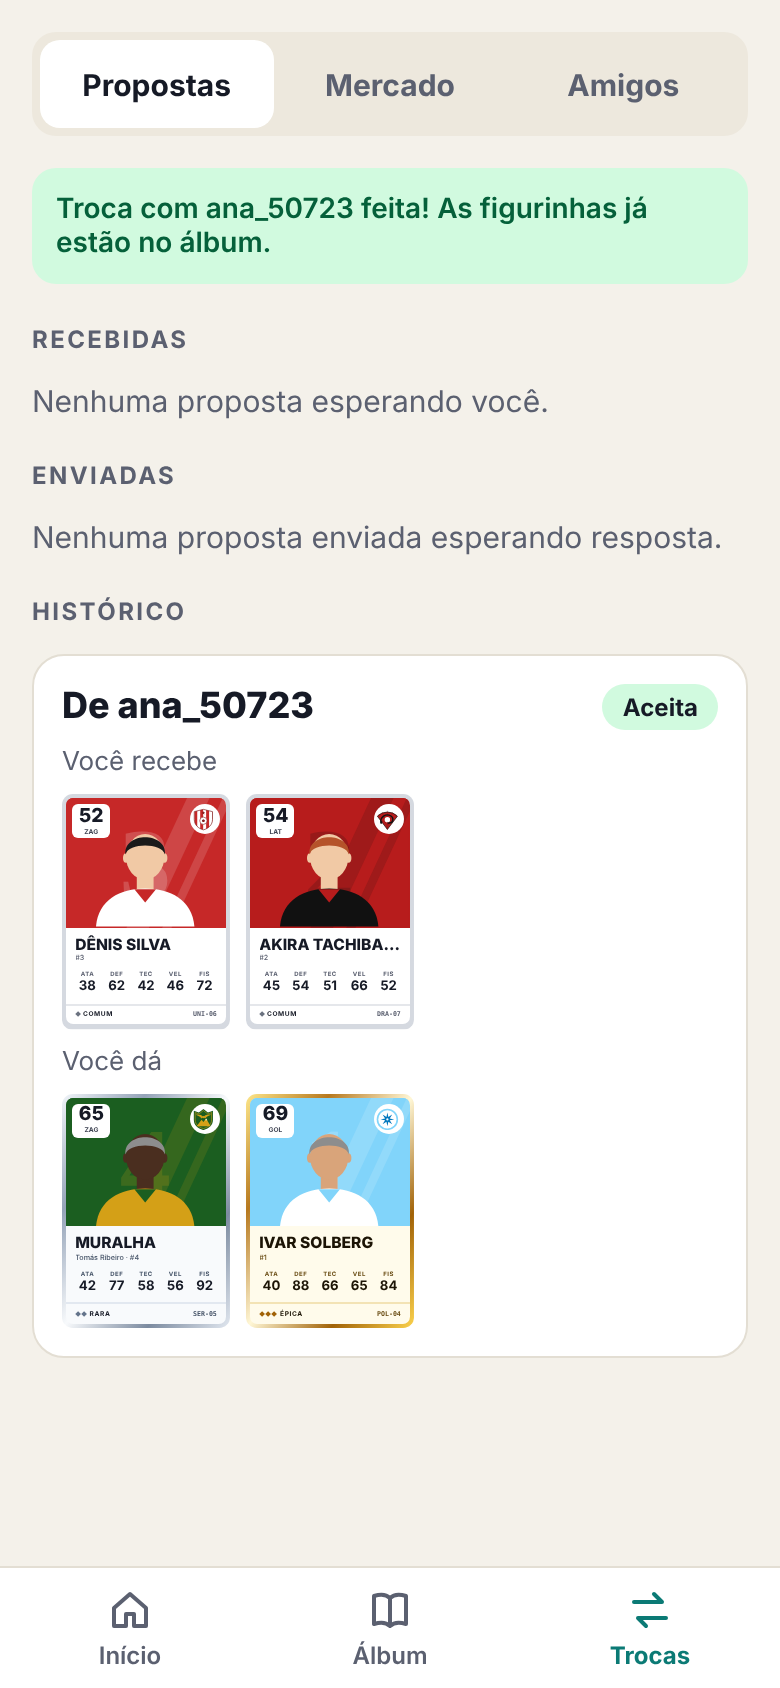 Propostas Mercado Amigos
Troca com ana_50723 feita! As figurinhas já
estão no álbum.
RECEBIDAS
Nenhuma proposta esperando você.
ENVIADAS
Nenhuma proposta enviada esperando resposta.
HISTÓRICO
De ana_50723 Aceita
Você recebe
52
ZAG
DÊNIS SILVA
#3
ATA DEF TEC VEL FIS
38 62 42 46 72
COMUM UNI-06
54
LAT
AKIRA TACHIBA...
#2
ATA DEF TEC VEL FIS
45 54 51 66 52
COMUM DRA-07
Você dá
65
ZAG
MURALHA
Tomás Ribeiro · #4
ATA DEF TEC VEL FIS
42 77 58 56 92
RARA SER-05
69
GOL
IVAR SOLBERG
#1
ATA DEF TEC VEL FIS
40 88 66 65 84
ÉPICA POL-04
Início Álbum Trocas